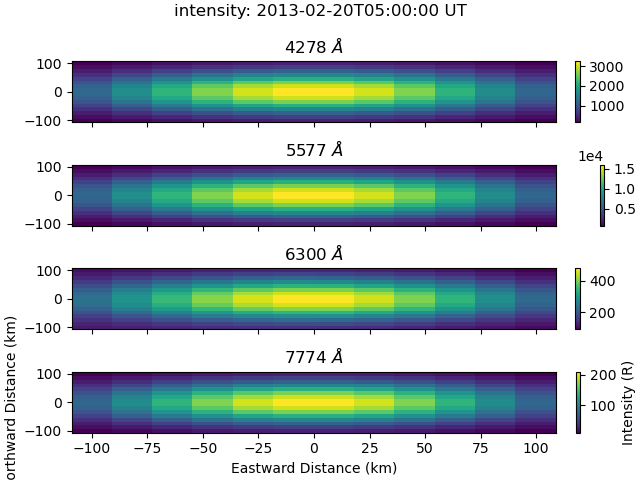 intensity: 2013-02-20T05:00:00 UT
4278 Å
100
0
−100
3000
2000
1000
5577 Å
1e4
100
0
−100
1.5
1.0
0.5
6300 Å
100
0
−100
400
200
7774 Å
100
0
−100
200
100
−100 −75 −50 −25 0 25 50 75 100
Eastward Distance (km)
orthward Distance (km)
Intensity (R)